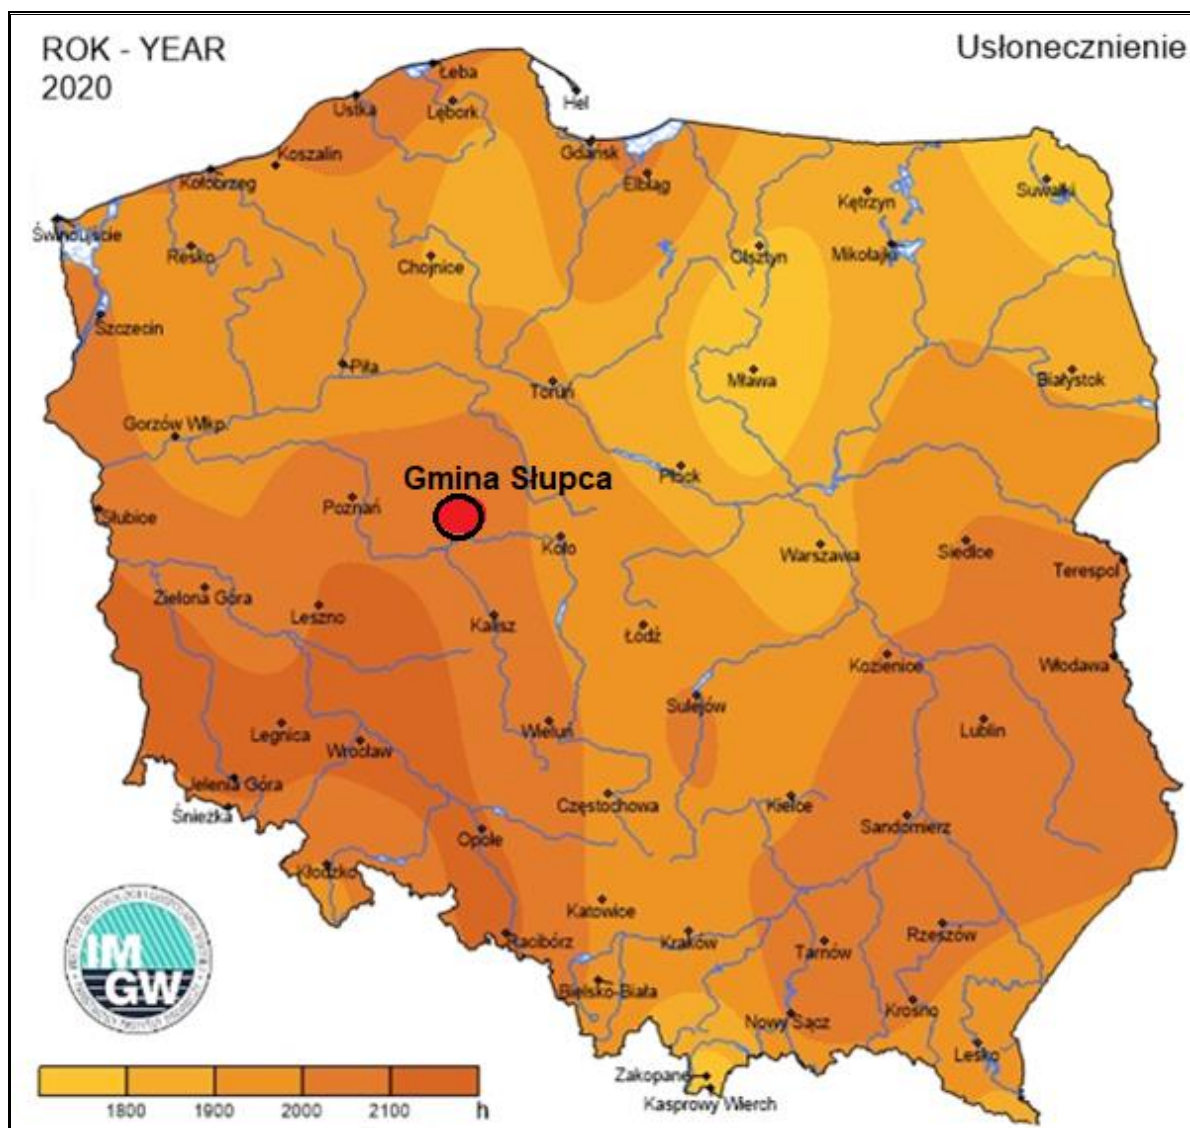 ROK - YEAR
2020
Usłonecznienie
Łeba
Ustka
Lębork
Hel
Koszalin
Gdańsk
Kołobrzeg
Elbląg
Suwałki
Kętrzyn
Świnoujście
Resko
Chojnice
Olsztyn
Mikołajki
Szczecin
Piła
Toruń
Mława
Białystok
Gorzów Wlkp.
Gmina Słupca
Płock
Poznań
Słubice
Koło
Warszawa
Siedlce
Terespol
Zielona Góra
Leszno
Kalisz
Łódź
Kozienice
Włodawa
Sulejów
Legnica
Wrocław
Wieluń
Lublin
Jelenia Góra
Śnieżka
Częstochowa
Kielce
Sandomierz
Opole
Kłodzko
Katowice
Racibórz
Kraków
Tarnów
Rzeszów
Bielsko-Biała
Nowy Sącz
Krosno
Lesko
Zakopane
Kasprowy Wierch
IM
GW
1800 1900 2000 2100 h